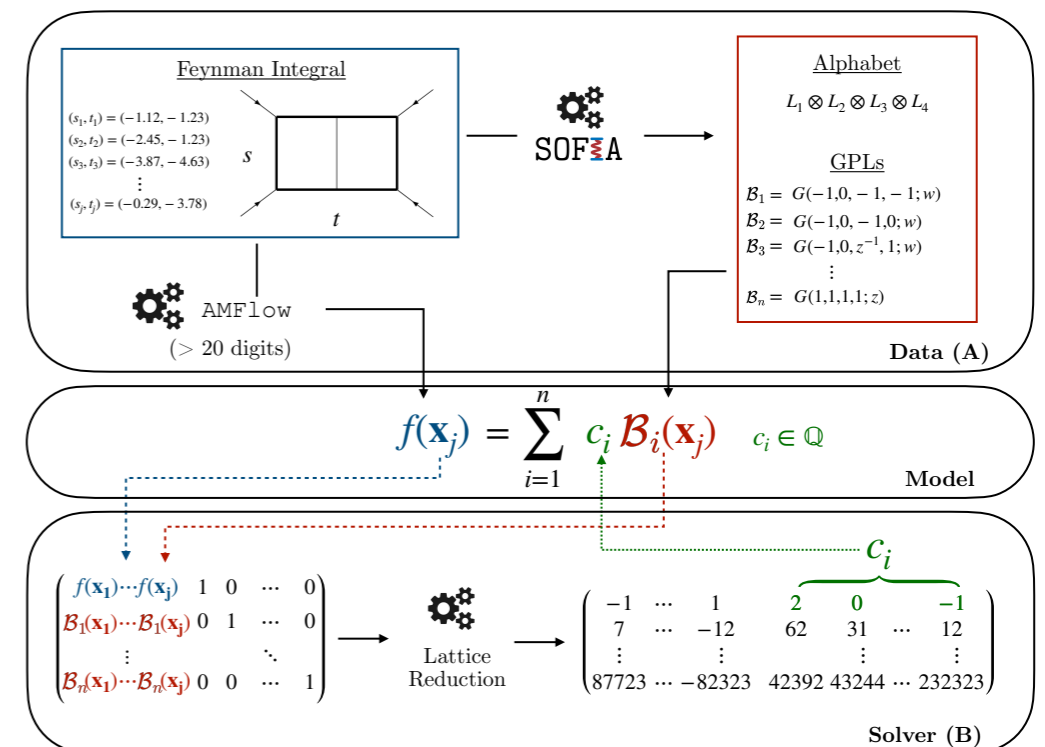 Feynman Integral
(s₁, t₁) = (−1.12, − 1.23)
(s₂, t₂) = (−2.45, − 1.23)
(s₃, t₃) = (−3.87, − 4.63)
⋮
(sⱼ, tⱼ) = (−0.29, − 3.78)
s
t
SOFIA
Alphabet
L₁ ⊗ L₂ ⊗ L₃ ⊗ L₄
GPLs
ℬ₁ = G(−1,0, − 1, − 1; w)
ℬ₂ = G(−1,0, − 1,0; w)
ℬ₃ = G(−1,0, z⁻¹, 1; w)
⋮
ℬₙ = G(1,1,1,1; z)
AMFlow
(> 20 digits)
Data (A)
f(xⱼ) = ∑ⁿᵢ₌₁ cᵢ ℬᵢ(xⱼ) cᵢ ∈ ℚ
Model
cᵢ
f(x₁)⋯f(xⱼ) 1 0 ⋯ 0
ℬ₁(x₁)⋯ℬ₁(xⱼ) 0 1 ⋯ 0
⋮ ⋱
ℬₙ(x₁)⋯ℬₙ(xⱼ) 0 0 ⋯ 1
Lattice
Reduction
−1 ⋯ 1 2 0 −1
7 ⋯ −12 62 31 ⋯ 12
⋮ ⋮ ⋮ ⋮ ⋮
87723 ⋯ −82323 42392 43244 ⋯ 232323
Solver (B)